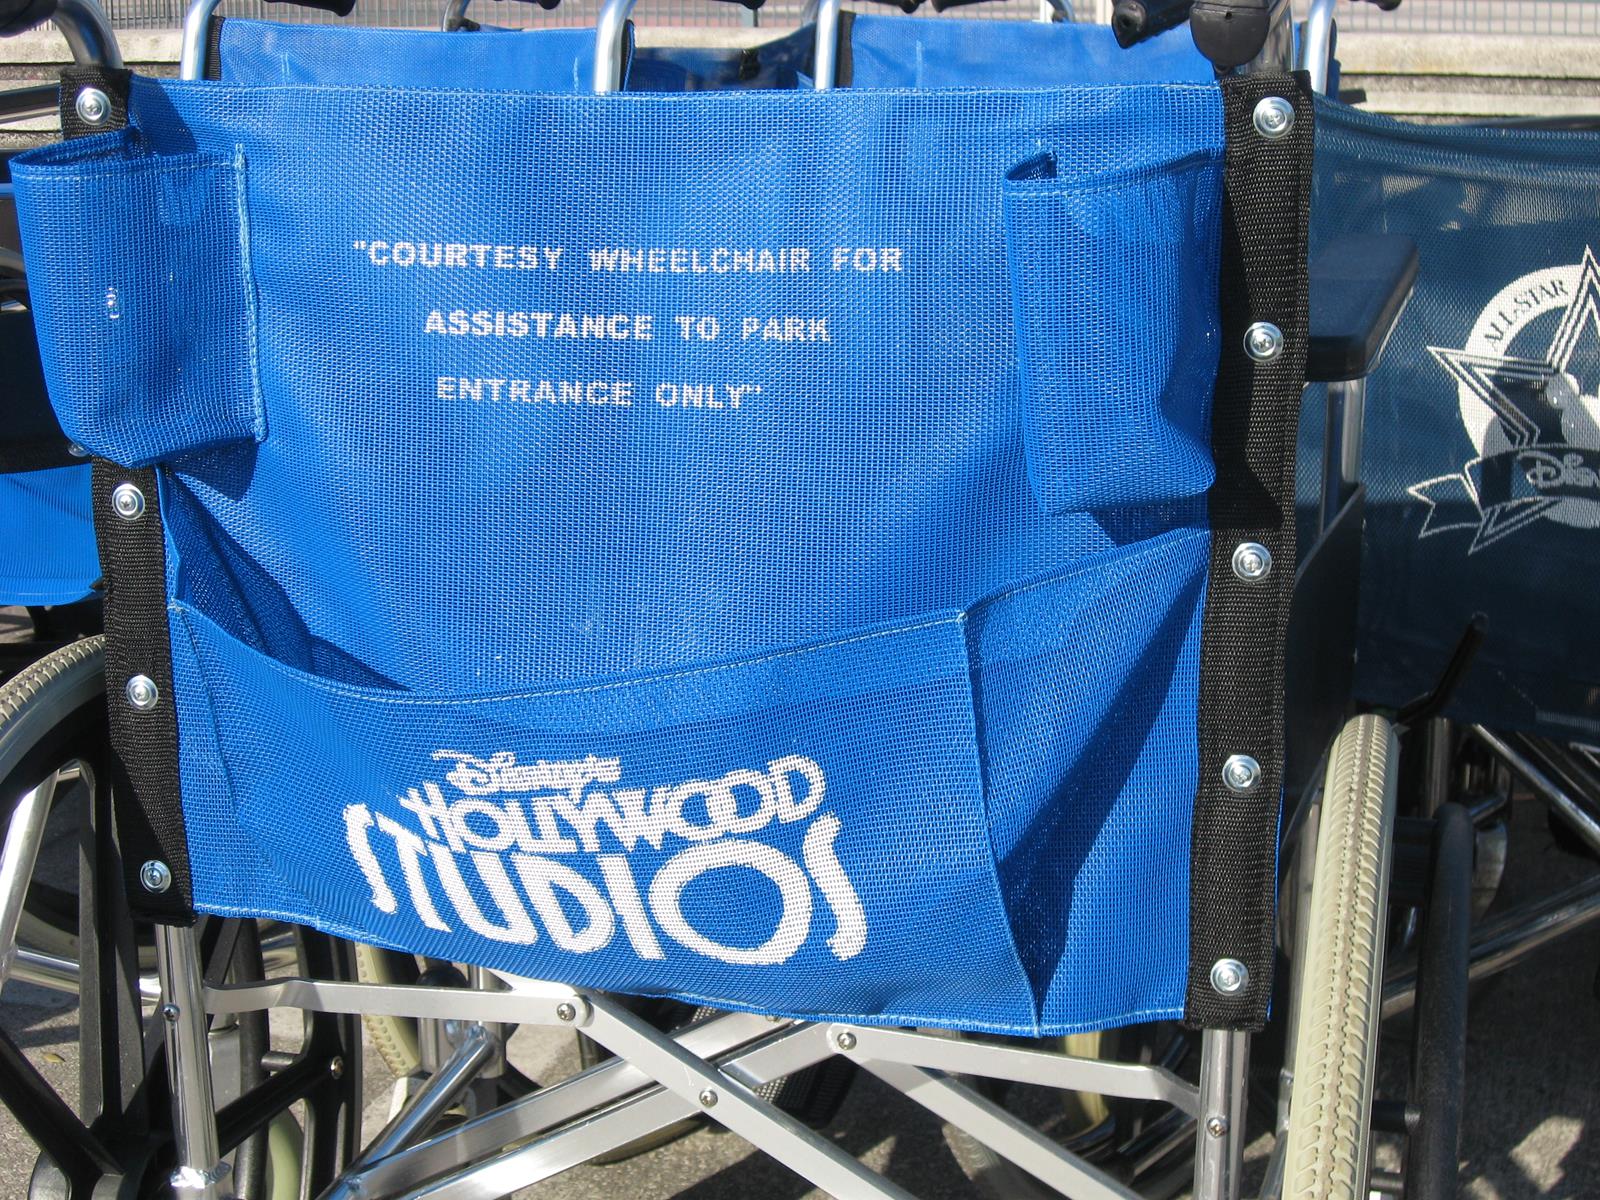 "COURTESY WHEELCHAIR FOR
ASSISTANCE TO PARK
ENTRANCE ONLY"
Disney's
HOLLYWOOD
STUDIOS
ALL-STAR